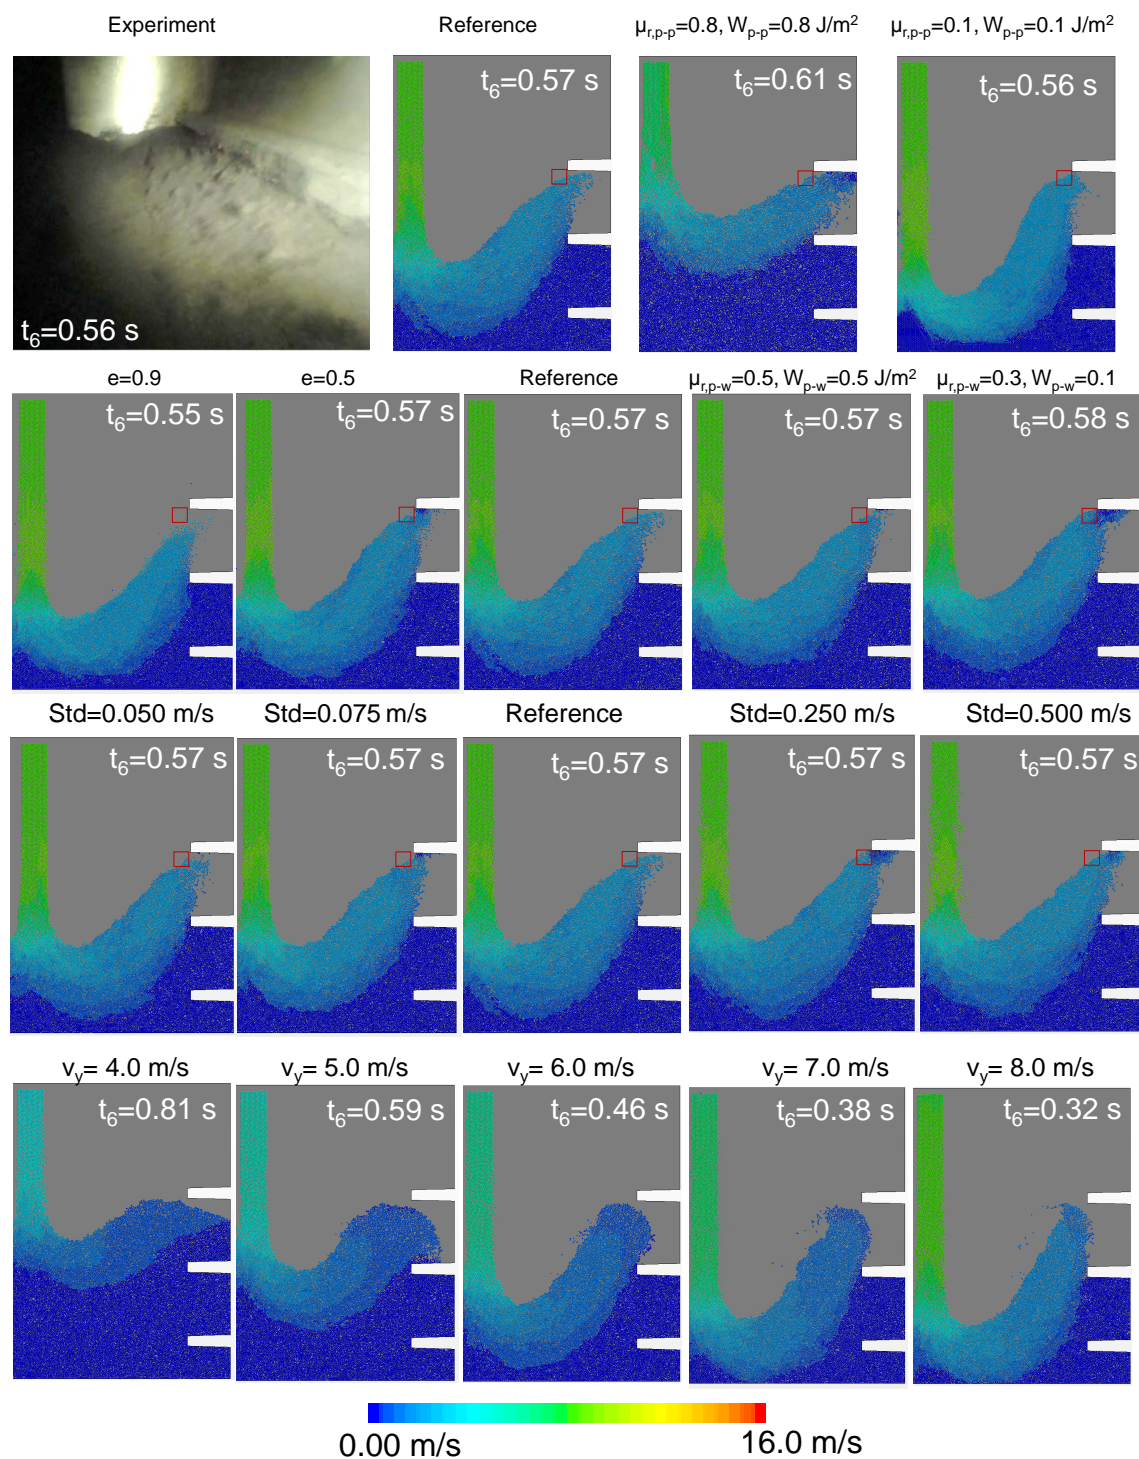 Experiment Reference μr,p-p=0.8, Wp-p=0.8 J/m² μr,p-p=0.1, Wp-p=0.1 J/m²
t6=0.56 s t6=0.57 s t6=0.61 s t6=0.56 s
e=0.9 e=0.5 Reference μr,p-w=0.5, Wp-w=0.5 J/m² μr,p-w=0.3, Wp-w=0.1
t6=0.55 s t6=0.57 s t6=0.57 s t6=0.57 s t6=0.58 s
Std=0.050 m/s Std=0.075 m/s Reference Std=0.250 m/s Std=0.500 m/s
t6=0.57 s t6=0.57 s t6=0.57 s t6=0.57 s t6=0.57 s
vy= 4.0 m/s vy= 5.0 m/s vy= 6.0 m/s vy= 7.0 m/s vy= 8.0 m/s
t6=0.81 s t6=0.59 s t6=0.46 s t6=0.38 s t6=0.32 s
0.00 m/s 16.0 m/s